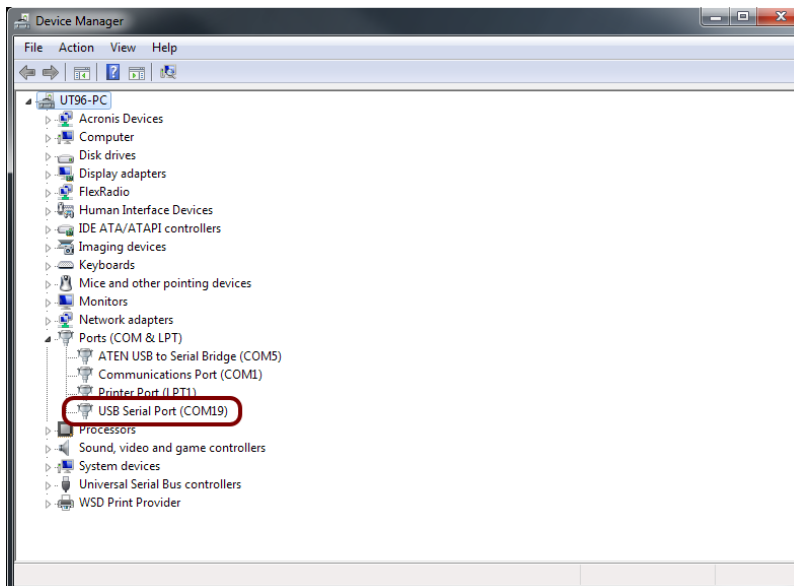 Device Manager
File Action View Help
UT96-PC
Acronis Devices
Computer
Disk drives
Display adapters
FlexRadio
Human Interface Devices
IDE ATA/ATAPI controllers
Imaging devices
Keyboards
Mice and other pointing devices
Monitors
Network adapters
Ports (COM & LPT)
ATEN USB to Serial Bridge (COM5)
Communications Port (COM1)
Printer Port (LPT1)
USB Serial Port (COM19)
Processors
Sound, video and game controllers
System devices
Universal Serial Bus controllers
WSD Print Provider